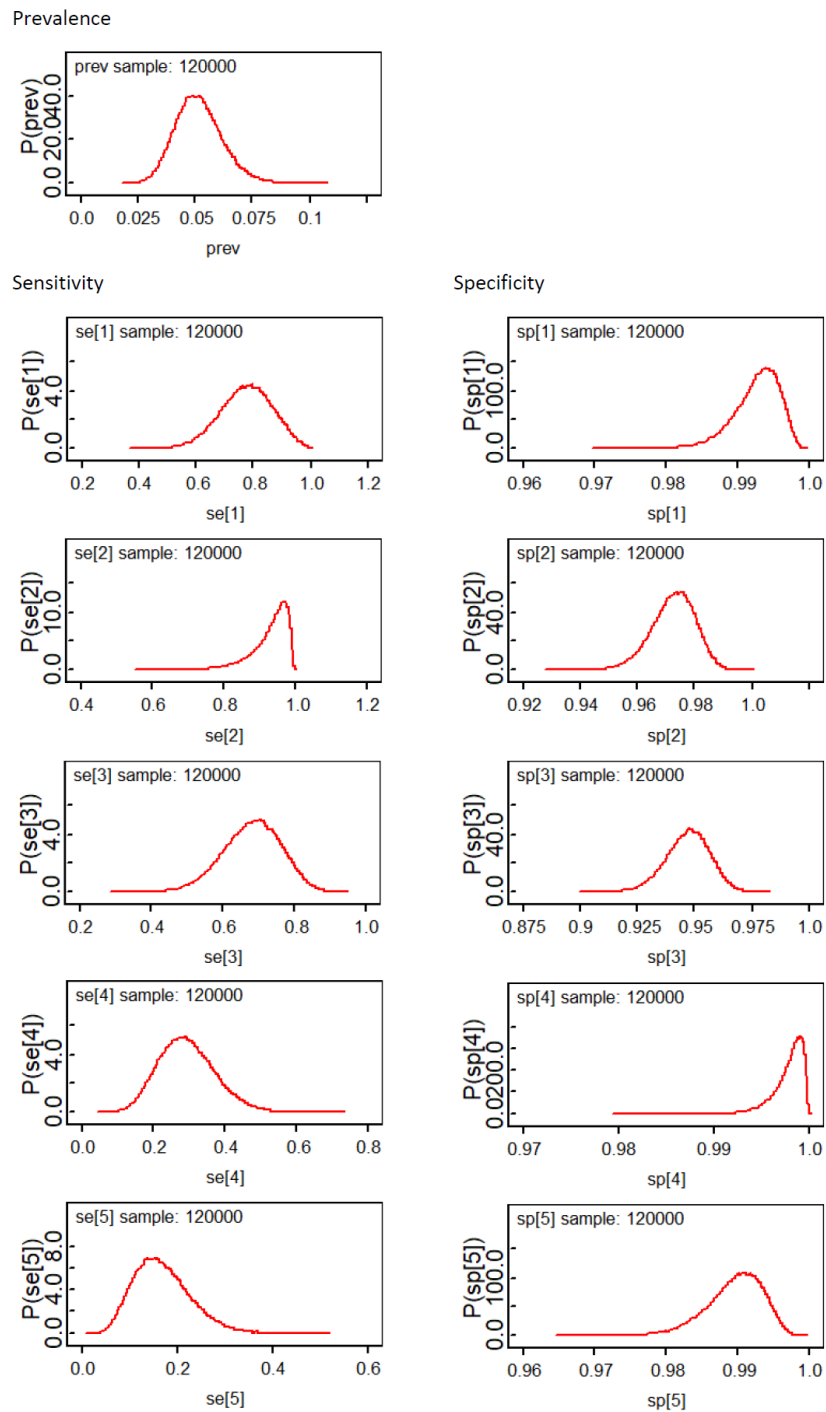 Prevalence
prev sample: 120000
P(prev)
0.0 20.0 40.0
0.0 0.025 0.05 0.075 0.1
prev
Sensitivity
Specificity
se[1] sample: 120000
P(se[1])
0.0 4.0
0.2 0.4 0.6 0.8 1.0 1.2
se[1]
sp[1] sample: 120000
P(sp[1])
0.0 100.0
0.96 0.97 0.98 0.99 1.0
sp[1]
se[2] sample: 120000
P(se[2])
0.0 10.0
0.4 0.6 0.8 1.0 1.2
se[2]
sp[2] sample: 120000
P(sp[2])
0.0 40.0
0.92 0.94 0.96 0.98 1.0
sp[2]
se[3] sample: 120000
P(se[3])
0.0 4.0
0.2 0.4 0.6 0.8 1.0
se[3]
sp[3] sample: 120000
P(sp[3])
0.0 40.0
0.875 0.9 0.925 0.95 0.975 1.0
sp[3]
se[4] sample: 120000
P(se[4])
0.0 4.0
0.0 0.2 0.4 0.6 0.8
se[4]
sp[4] sample: 120000
P(sp[4])
0.0 200.0
0.97 0.98 0.99 1.0
sp[4]
se[5] sample: 120000
P(se[5])
0.0 4.0 8.0
0.0 0.2 0.4 0.6
se[5]
sp[5] sample: 120000
P(sp[5])
0.0 100.0
0.96 0.97 0.98 0.99 1.0
sp[5]